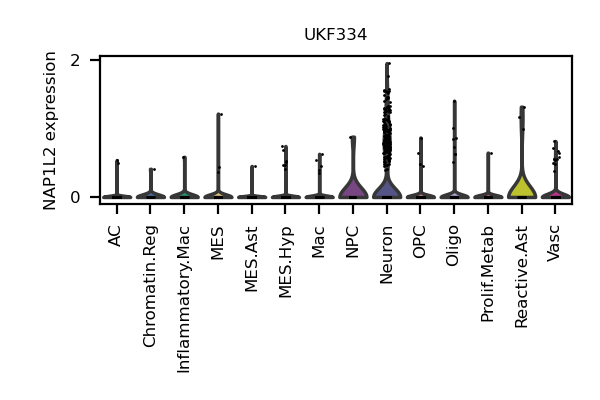 UKF334
NAP1L2 expression
2
0
AC
Chromatin.Reg
Inflammatory.Mac
MES
MES.Ast
MES.Hyp
Mac
NPC
Neuron
OPC
Oligo
Prolif.Metab
Reactive.Ast
Vasc